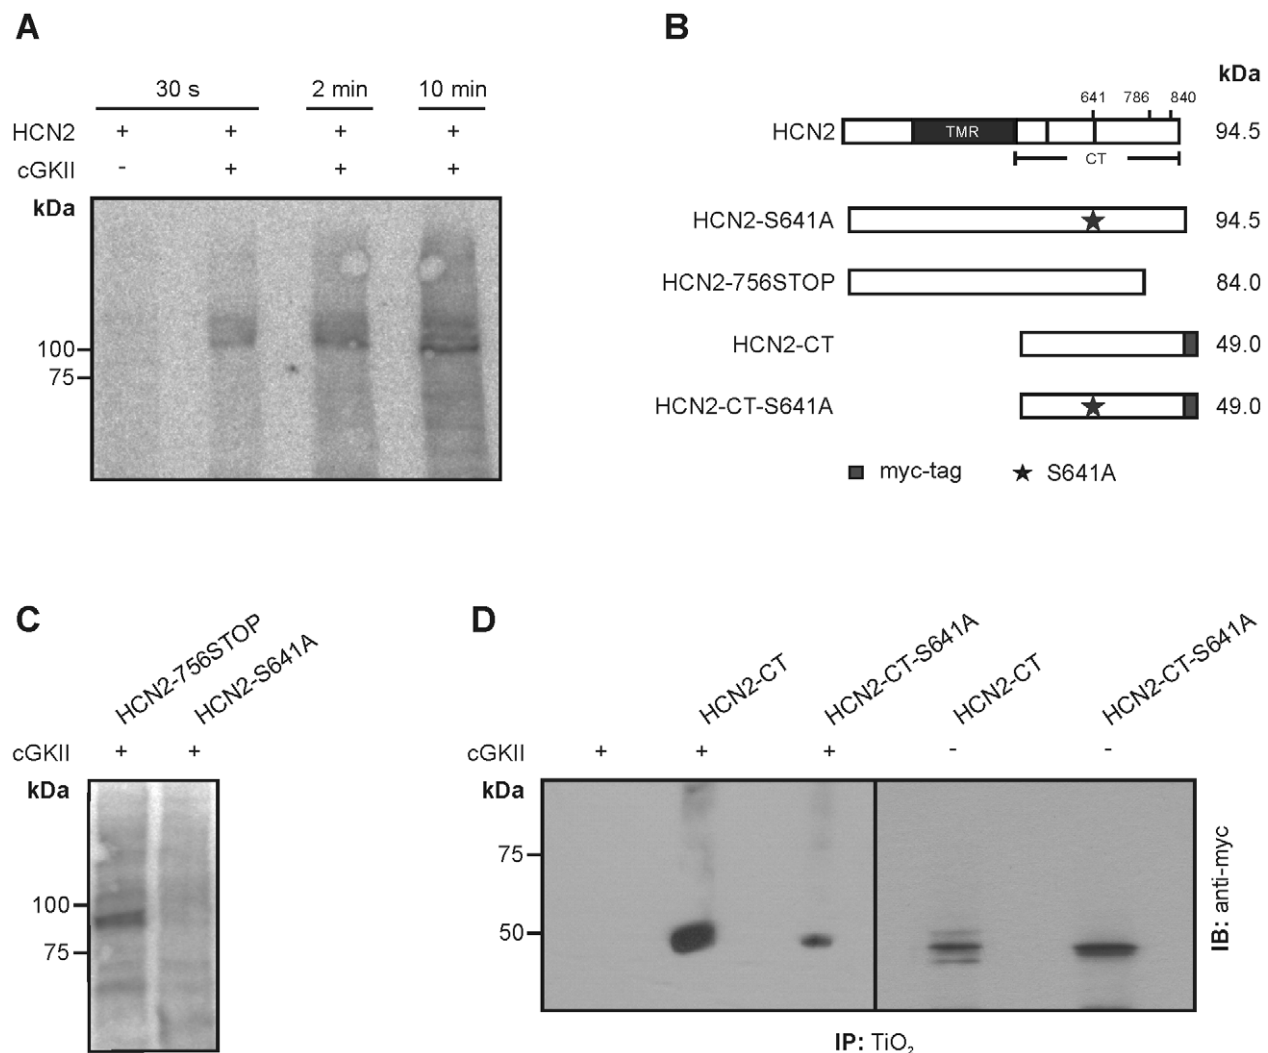 A
30 s 2 min 10 min
HCN2 + + + +
cGKII - + + +
kDa
100
75
B
kDa
641 786 840
HCN2 TMR 94.5
CT
HCN2-S641A 94.5
HCN2-756STOP 84.0
HCN2-CT 49.0
HCN2-CT-S641A 49.0
myc-tag S641A
C
HCN2-756STOP
HCN2-S641A
cGKII + +
kDa
100
75
D
HCN2-CT
HCN2-CT-S641A
HCN2-CT
HCN2-CT-S641A
cGKII + + + - -
kDa
75
50
IB: anti-myc
IP: TiO₂